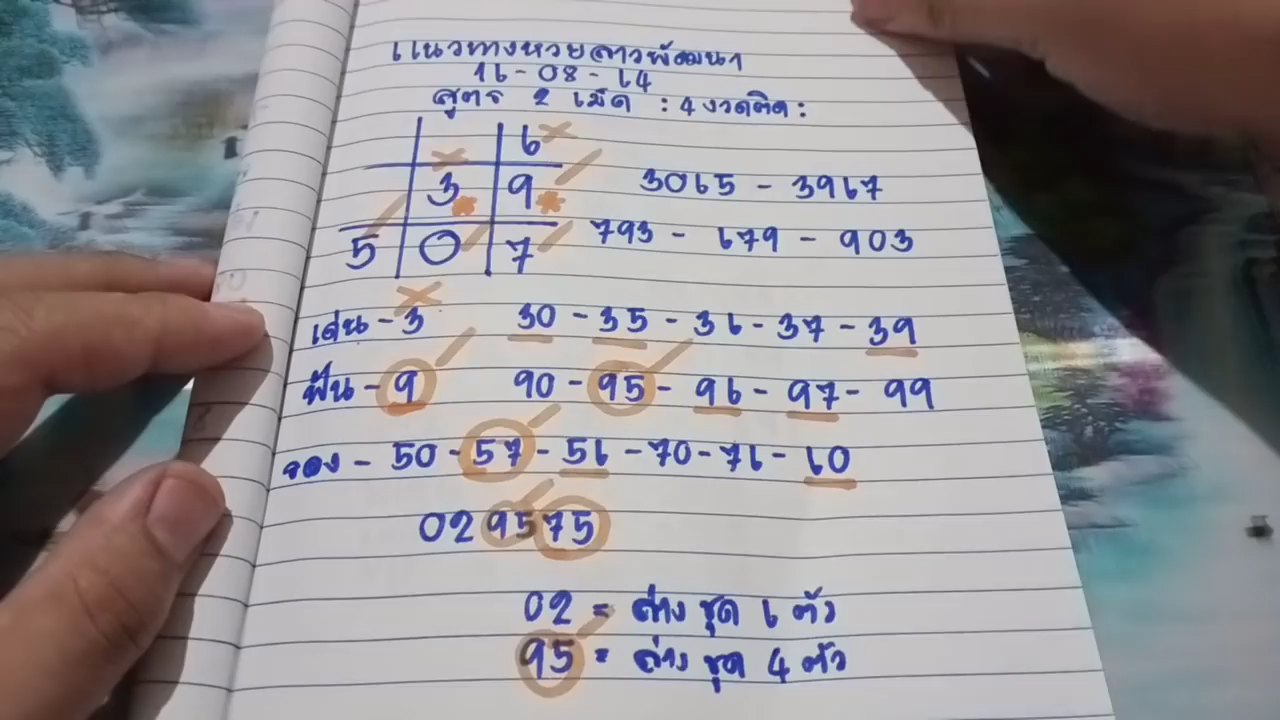 แนวทางหวยลาวพัฒนา
16-08-64
สูตร 2 เม็ด : 4 งวดติด :
6
3 9
5 0 7
3065 - 3967
793 - 679 - 903
เด่น - 3 30 - 35 - 36 - 37 - 39
ฟัน - 9 90 - 95 - 96 - 97 - 99
รอง - 50 - 57 - 56 - 70 - 76 - 60
029575
02 = ล่าง ชุด 6 ตัว
95 = ล่าง ชุด 4 ตัว